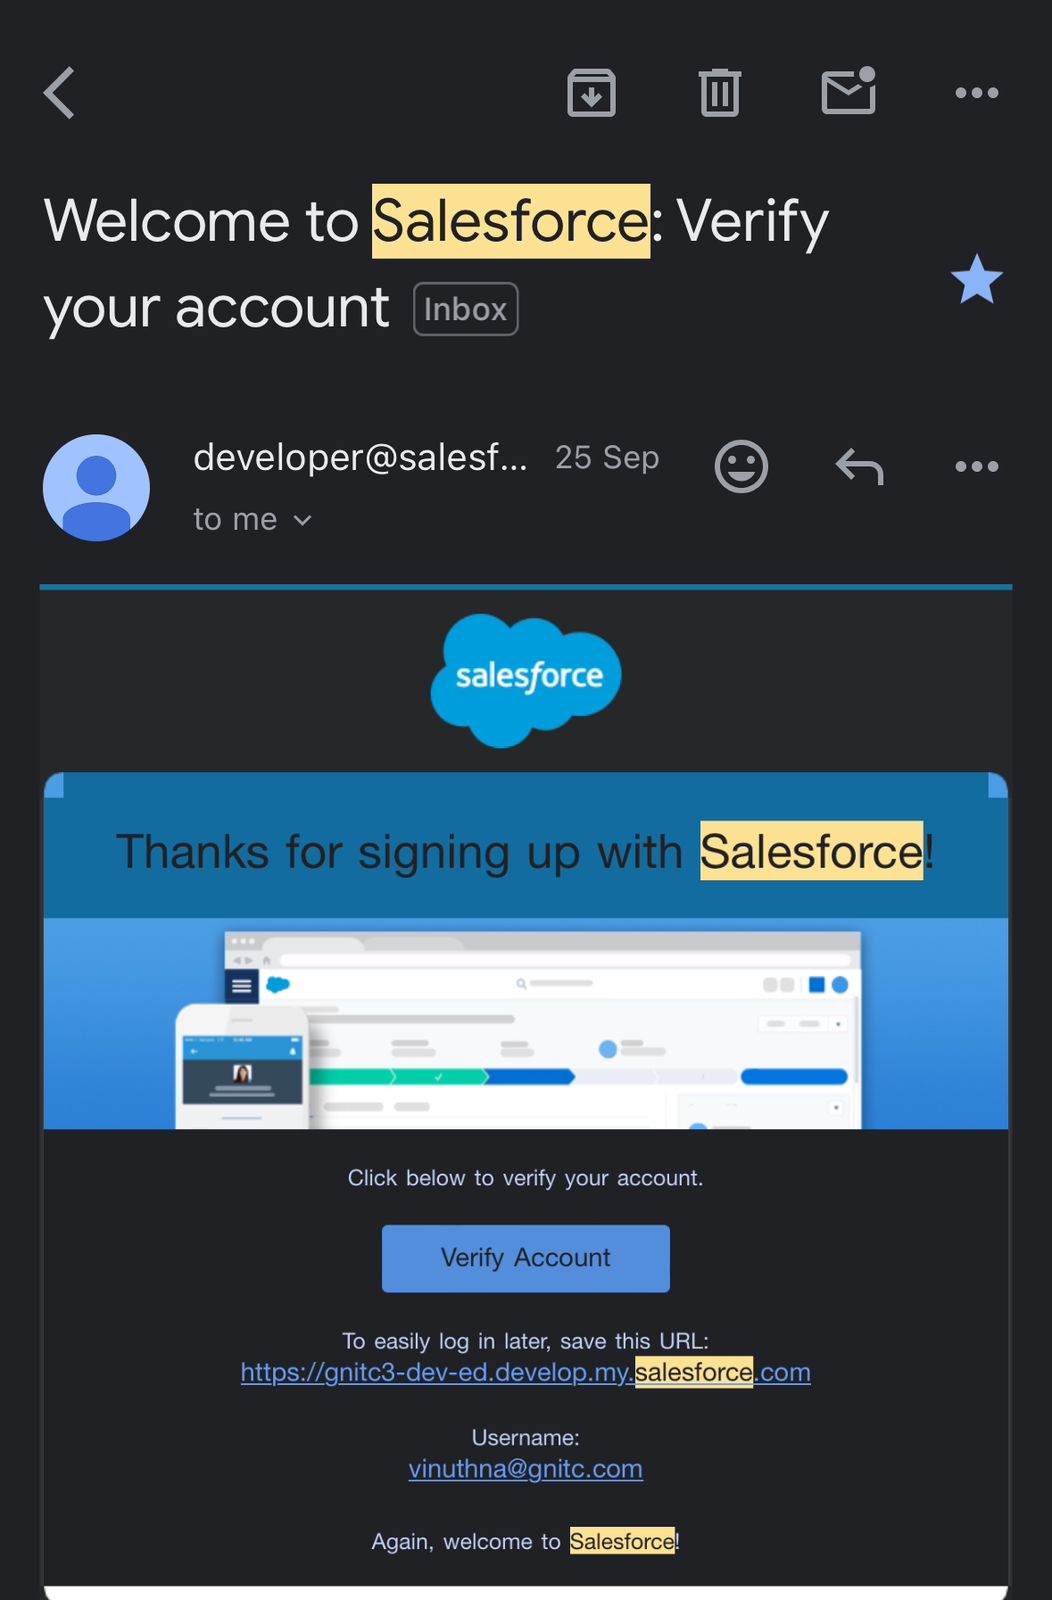 Welcome to Salesforce: Verify
your account Inbox
developer@salesf... 25 Sep
to me
salesforce
Thanks for signing up with Salesforce!
Click below to verify your account.
Verify Account
To easily log in later, save this URL:
https://gnitc3-dev-ed.develop.my.salesforce.com
Username:
vinuthna@gnitc.com
Again, welcome to Salesforce!